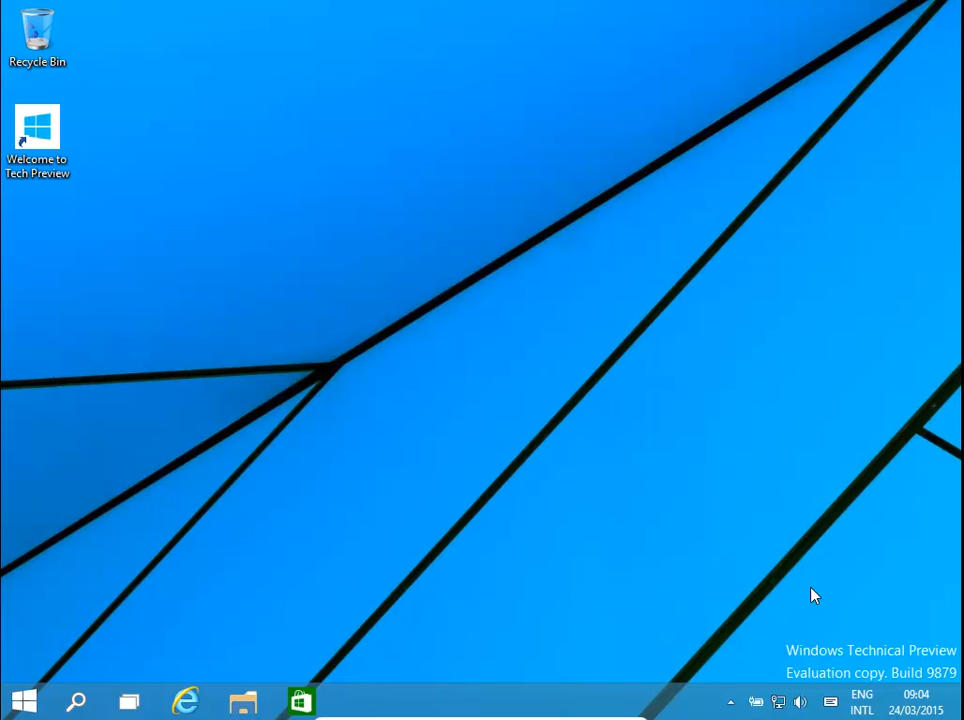 Recycle Bin
Welcome to
Tech Preview
Windows Technical Preview
Evaluation copy. Build 9879
ENG
INTL
09:04
24/03/2015